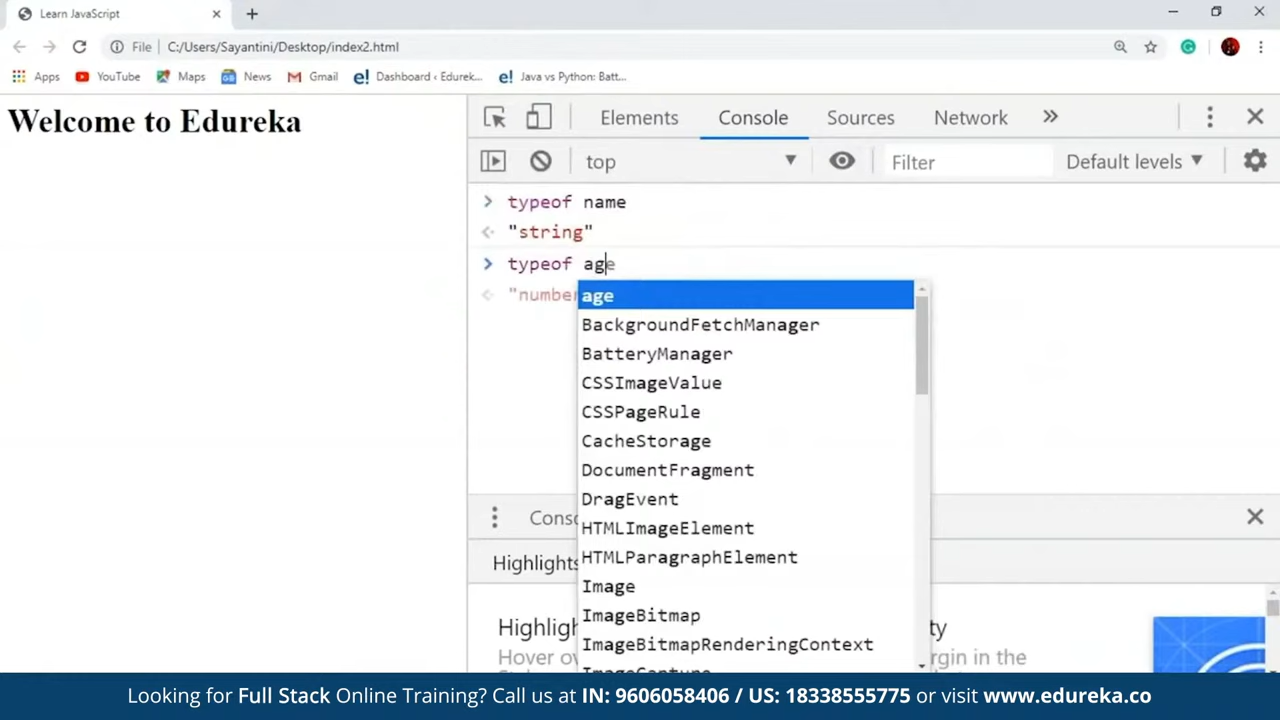 Learn JavaScript
File C:/Users/Sayantini/Desktop/index2.html
Apps YouTube Maps News Gmail Dashboard ‹ Edurek... Java vs Python: Batt...
Welcome to Edureka
Elements Console Sources Network
top Filter Default levels
typeof name
"string"
typeof age
"number
age
BackgroundFetchManager
BatteryManager
CSSImageValue
CSSPageRule
CacheStorage
DocumentFragment
DragEvent
HTMLImageElement
HTMLParagraphElement
Image
ImageBitmap
ImageBitmapRenderingContext
ImageCapture
Looking for Full Stack Online Training? Call us at IN: 9606058406 / US: 18338555775 or visit www.edureka.co